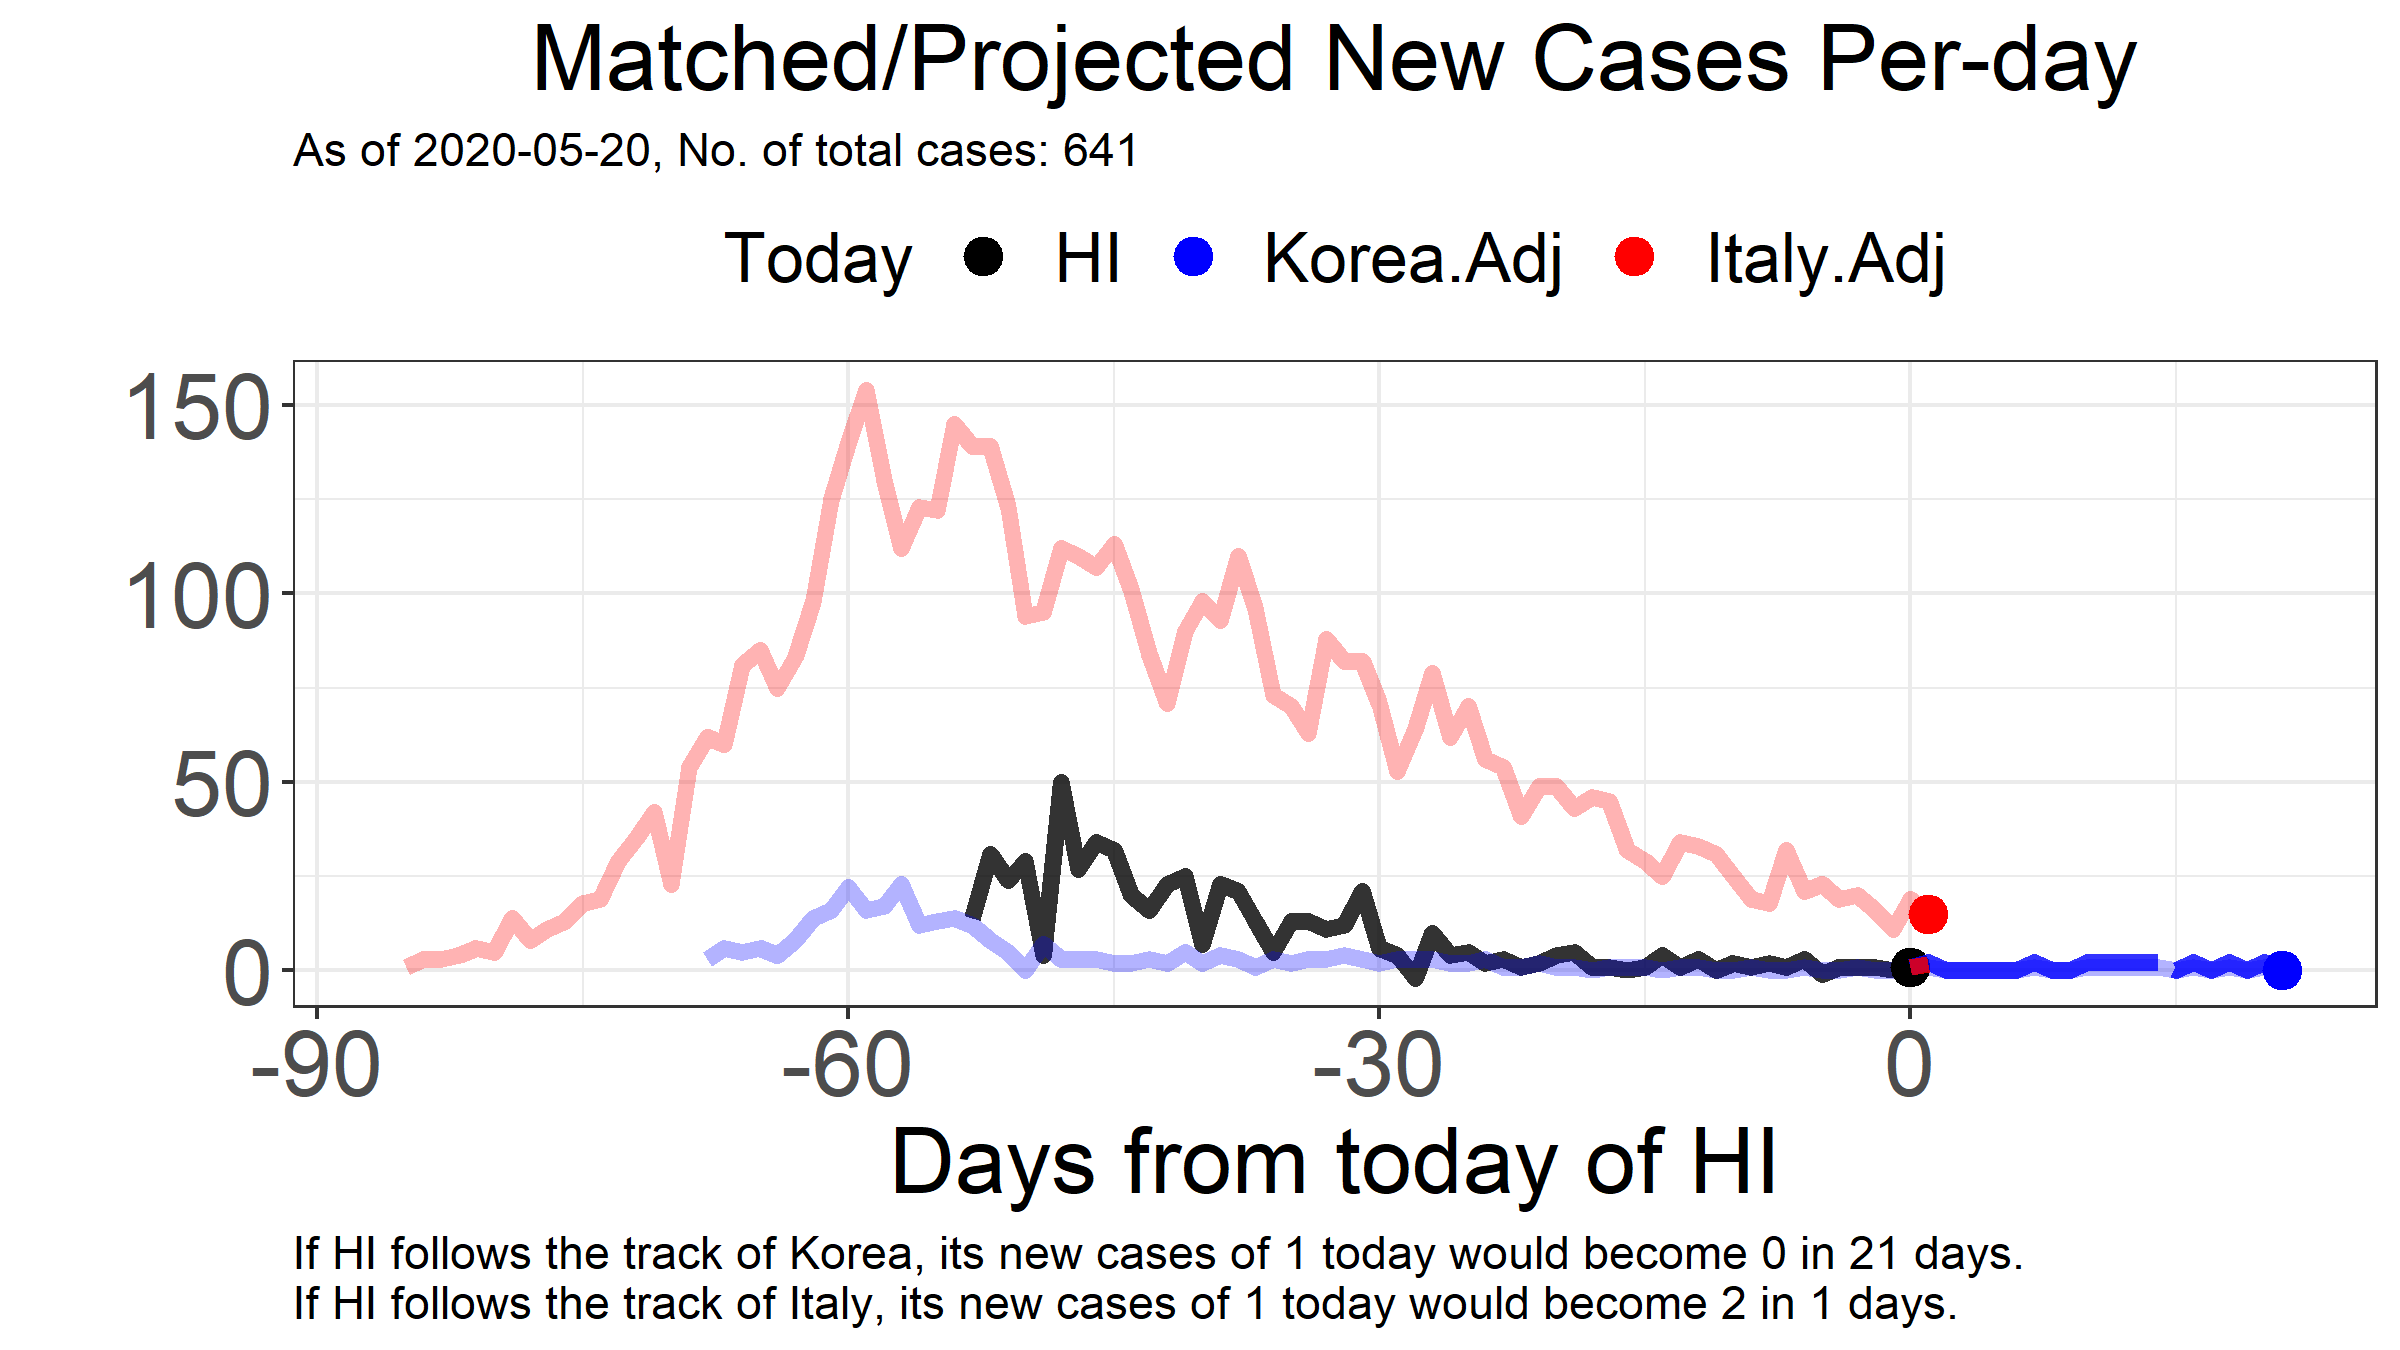 Matched/Projected New Cases Per-day
As of 2020-05-20, No. of total cases: 641
Today HI Korea.Adj Italy.Adj
150
100
50
0
-90 -60 -30 0
Days from today of HI
If HI follows the track of Korea, its new cases of 1 today would become 0 in 21 days.
If HI follows the track of Italy, its new cases of 1 today would become 2 in 1 days.